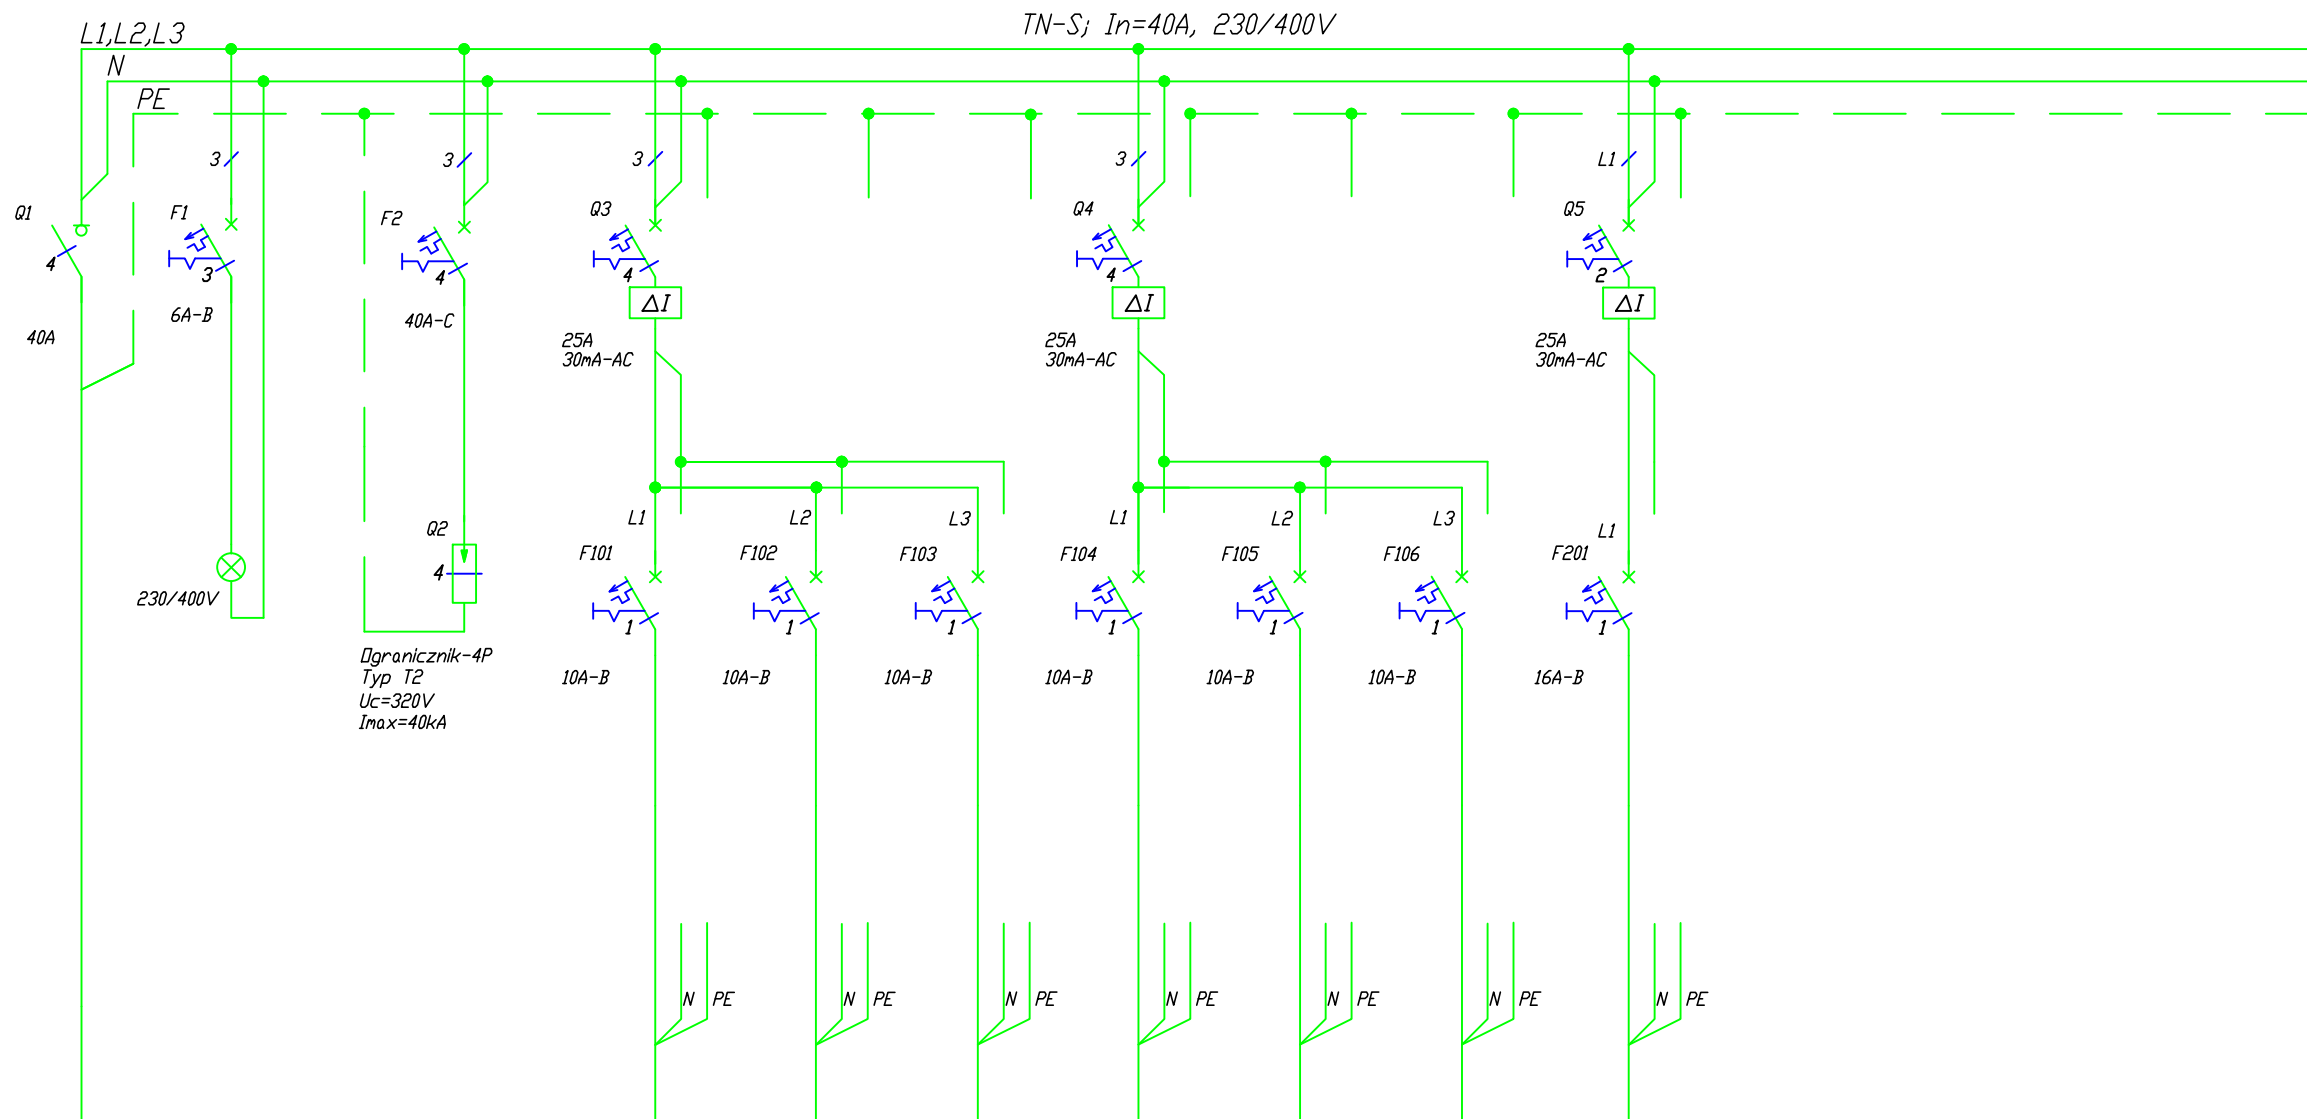 L1,L2,L3
TN-S; In=40A, 230/400V
N
PE
3
3
3
3
L1
Q1
F1
F2
Q3
Q4
Q5
4
3
4
4
4
2
ΔI
ΔI
ΔI
6A-B
40A-C
40A
25A
30mA-AC
25A
30mA-AC
25A
30mA-AC
L1
L2
L3
L1
L2
L3
L1
Q2
F101
F102
F103
F104
F105
F106
F201
4
230/400V
1
1
1
1
1
1
1
Ogranicznik-4P
Typ T2
Uc=320V
Imax=40kA
10A-B
10A-B
10A-B
10A-B
10A-B
10A-B
16A-B
N PE
N PE
N PE
N PE
N PE
N PE
N PE